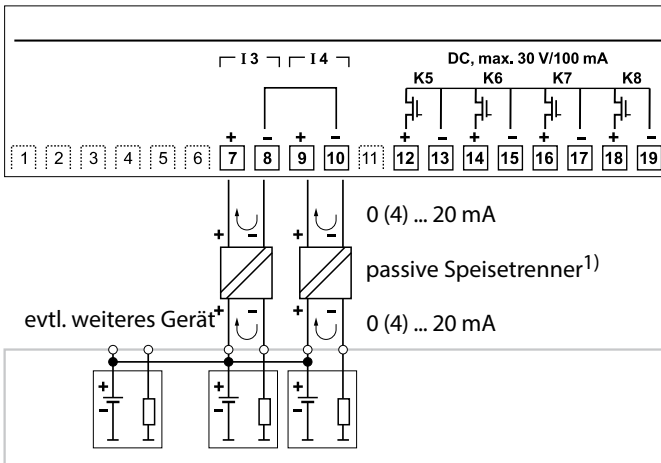 I 3 I 4 DC, max. 30 V/100 mA
K5 K6 K7 K8
+ − + − + − + − + − + −
1 2 3 4 5 6 7 8 9 10 11 12 13 14 15 16 17 18 19
0 (4) ... 20 mA
+ − + −
passive Speisetrenner1)
+ − + −
evtl. weiteres Gerät
0 (4) ... 20 mA
+ + +
− − −